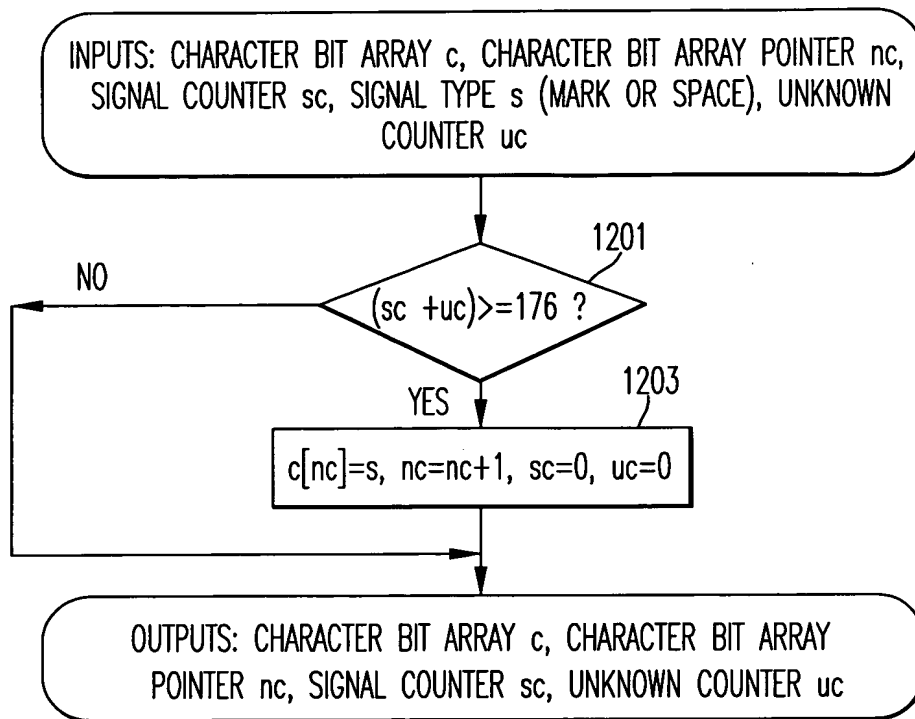 INPUTS: CHARACTER BIT ARRAY c, CHARACTER BIT ARRAY POINTER nc,
SIGNAL COUNTER sc, SIGNAL TYPE s (MARK OR SPACE), UNKNOWN
COUNTER uc
1201
NO
(sc +uc)>=176 ?
YES
1203
c[nc]=s, nc=nc+1, sc=0, uc=0
OUTPUTS: CHARACTER BIT ARRAY c, CHARACTER BIT ARRAY
POINTER nc, SIGNAL COUNTER sc, UNKNOWN COUNTER uc